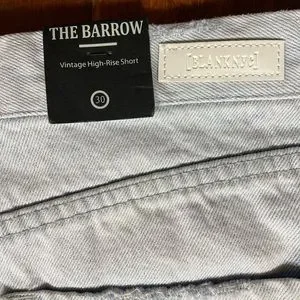 THE BARROW
Vintage High-Rise Short
30
[BLANKNYC]